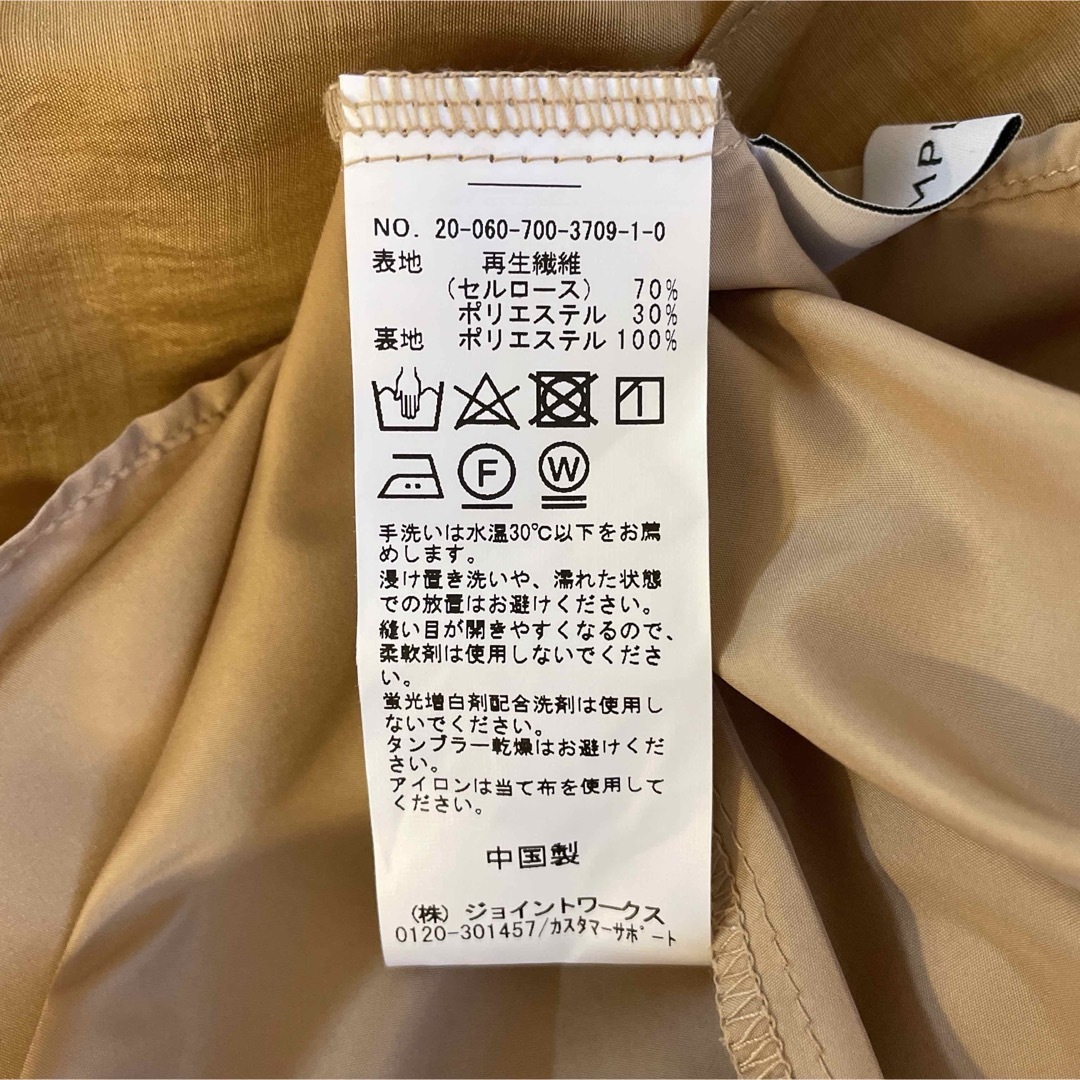 NO. 20-060-700-3709-1-0
表地 再生繊維
(セルロース) 70%
ポリエステル 30%
裏地 ポリエステル 100%
F W
手洗いは水温30℃以下をお薦
めします。
浸け置き洗いや、濡れた状態
での放置はお避けください。
縫い目が開きやすくなるので、
柔軟剤は使用しないでくださ
い。
蛍光増白剤配合洗剤は使用し
ないでください。
タンブラー乾燥はお避けくだ
さい。
アイロンは当て布を使用して
ください。
中国製
(株) ジョイントワークス
0120-301457/カスタマーサポート